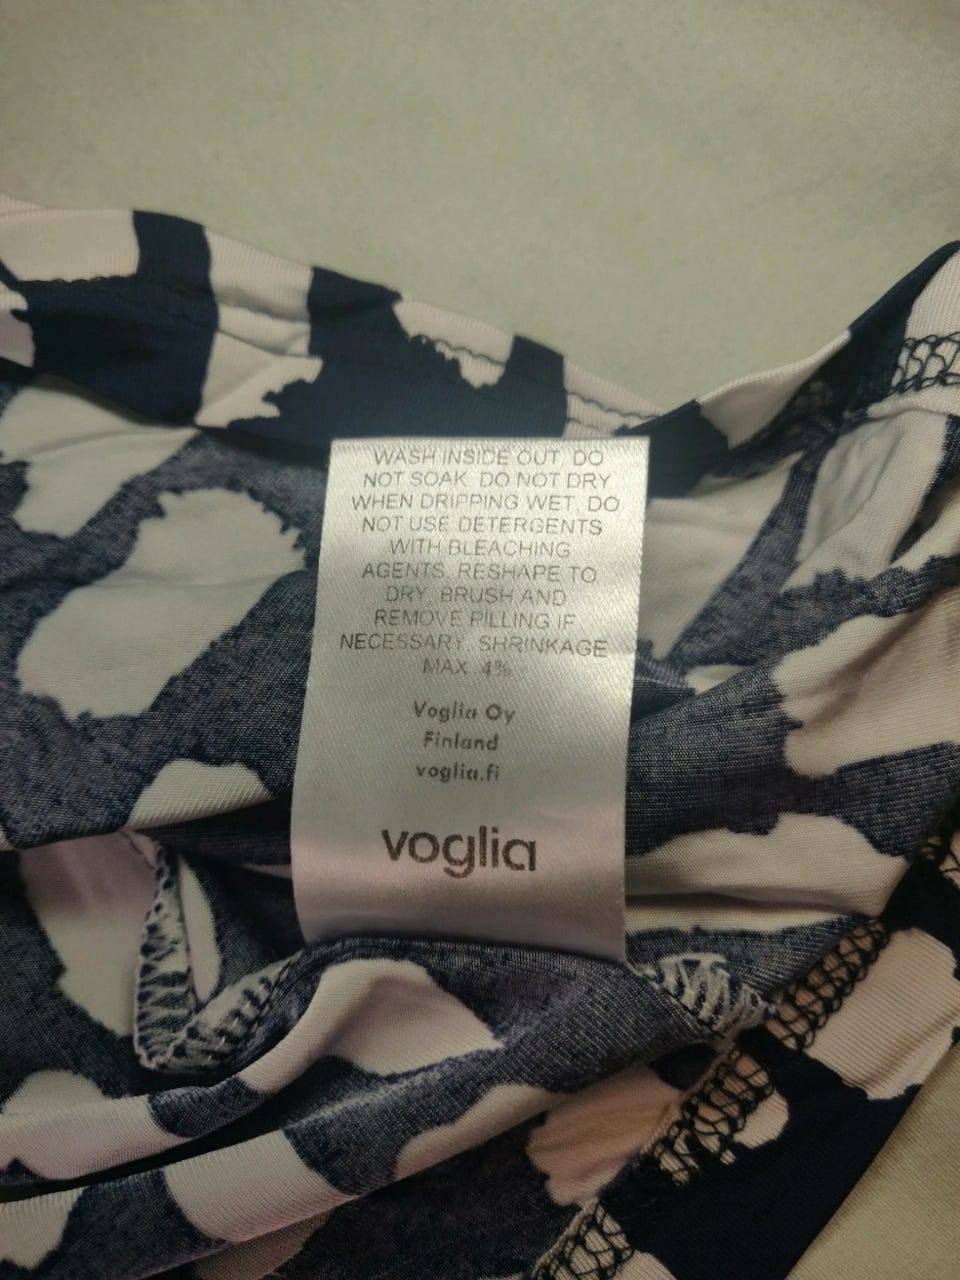 WASH INSIDE OUT, DO
NOT SOAK. DO NOT DRY
WHEN DRIPPING WET, DO
NOT USE DETERGENTS
WITH BLEACHING
AGENTS. RESHAPE TO
DRY. BRUSH AND
REMOVE PILLING IF
NECESSARY. SHRINKAGE
MAX. 4%
Voglia Oy
Finland
voglia.fi
voglia